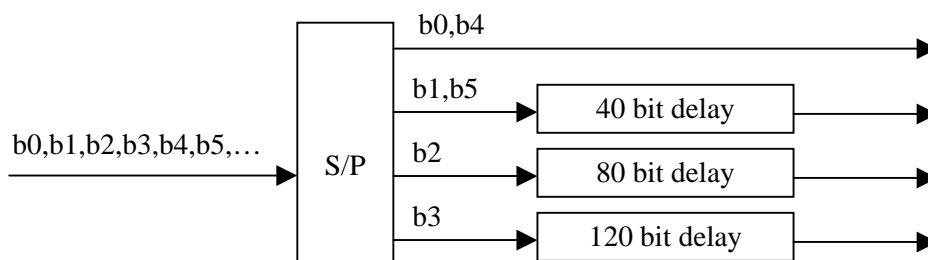 b0,b4
b1,b5
40 bit delay
b0,b1,b2,b3,b4,b5,…
S/P
b2
80 bit delay
b3
120 bit delay